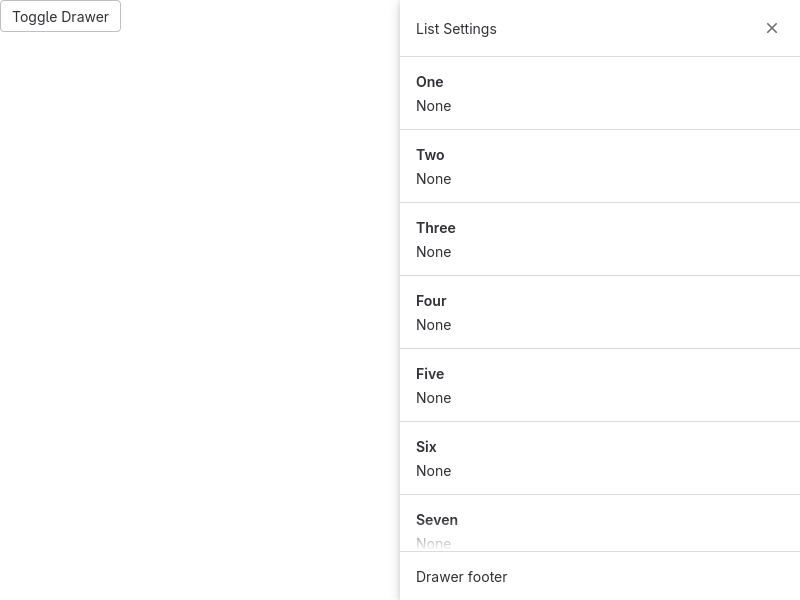 Toggle Drawer
List Settings
One
None
Two
None
Three
None
Four
None
Five
None
Six
None
Seven
None
Drawer footer